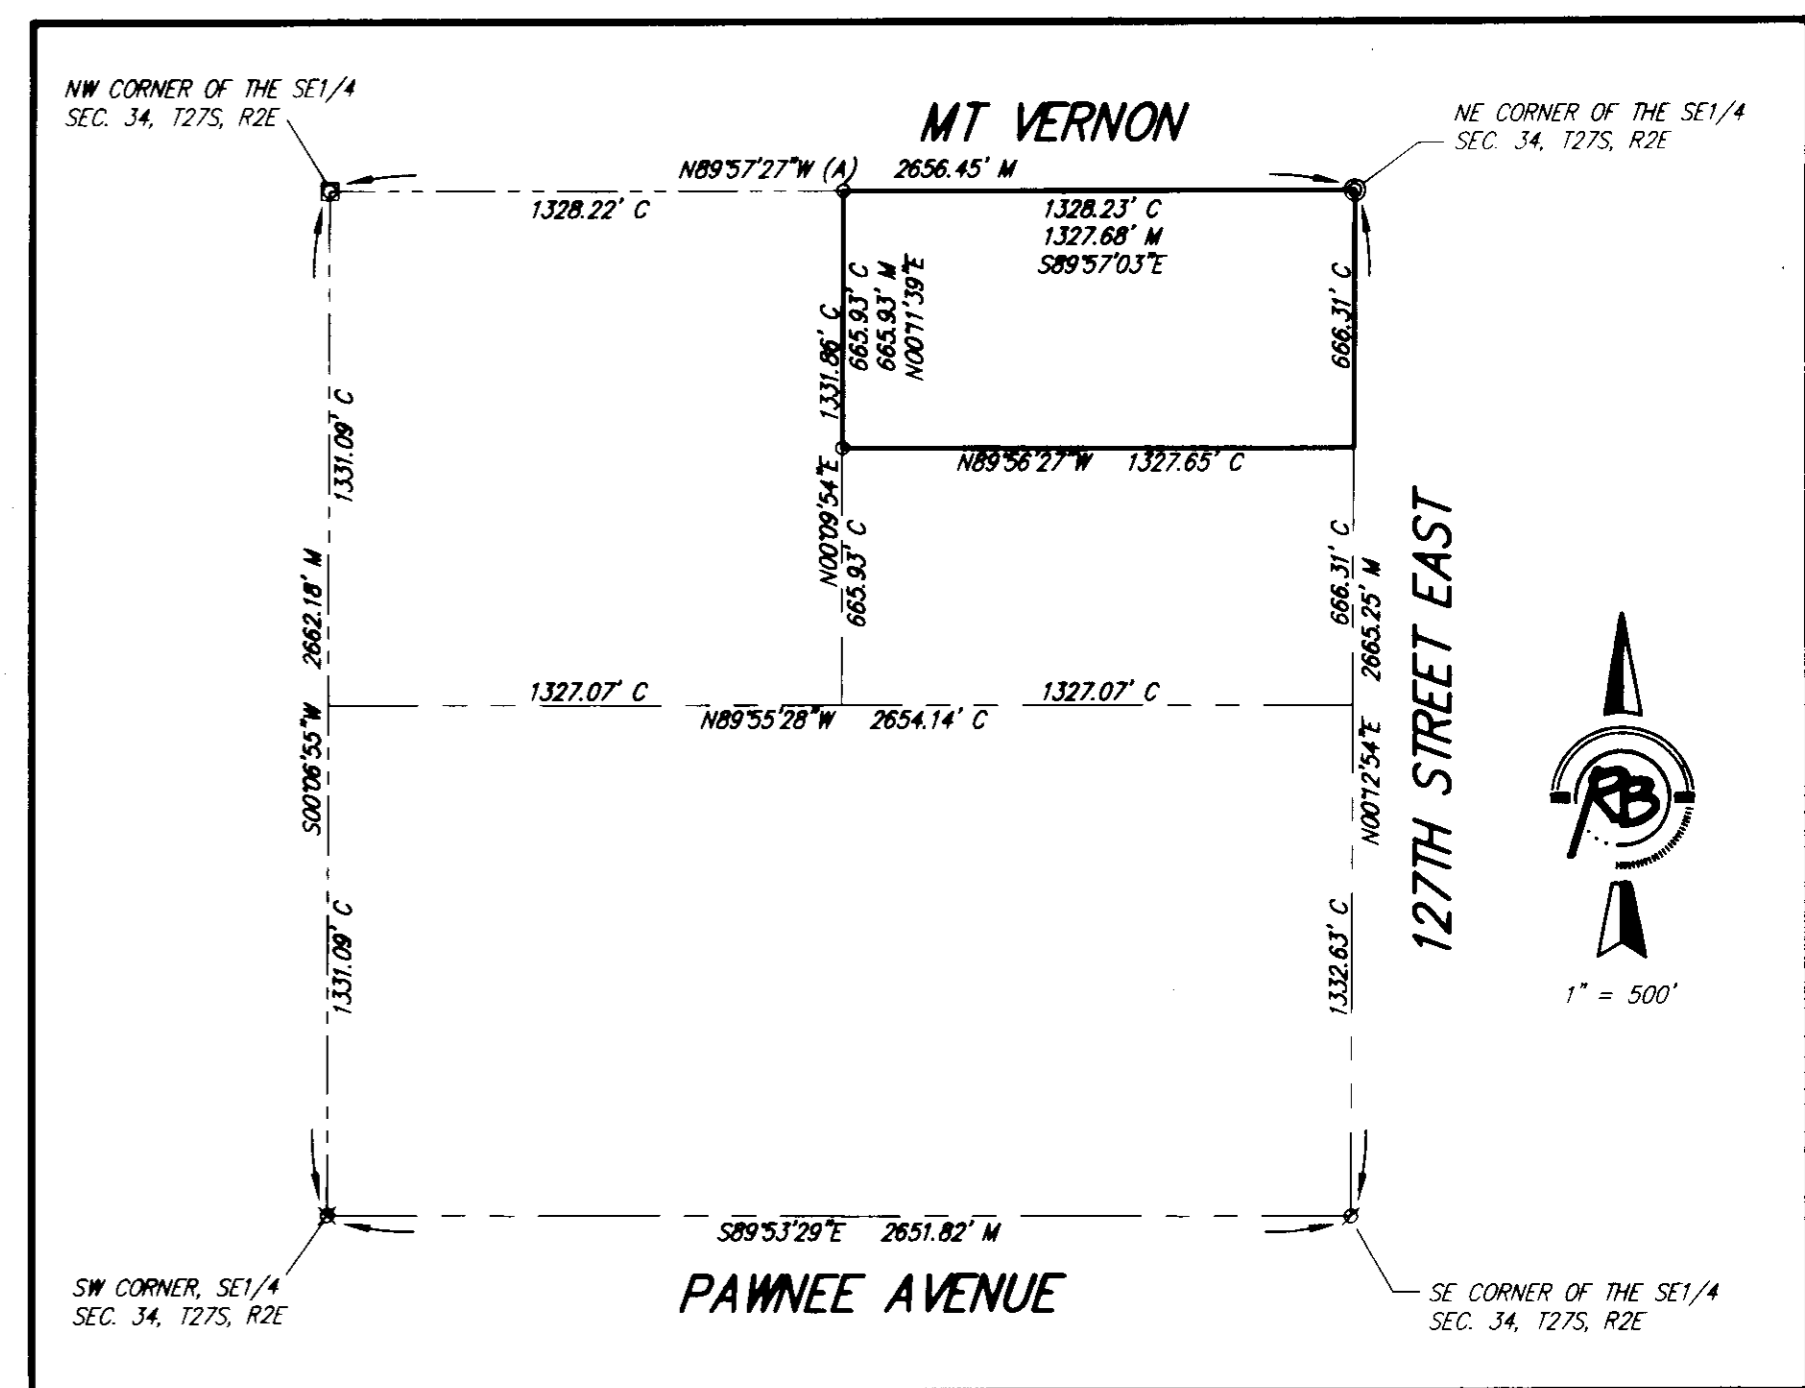 NW CORNER OF THE SE1/4
SEC. 34, T27S, R2E
MT VERNON
NE CORNER OF THE SE1/4
SEC. 34, T27S, R2E
N89°57'27"W (A) 2656.45' M
1328.22' C
1328.23' C
1327.68' M
S89°57'03"E
1331.86' C
665.93' C
665.93' M
N00°11'39"E
666.31' C
1331.09' C
N89°56'27"W 1327.65' C
N00°09'54"E
665.93' C
666.31' C
2665.25' M
N00°12'54"E
127TH STREET EAST
S00°06'55"W 2662.18' M
1327.07' C
1327.07' C
N89°55'28"W 2654.14' C
RB
1331.09' C
1332.63' C
1" = 500'
S89°53'29"E 2651.82' M
PAWNEE AVENUE
SW CORNER, SE1/4
SEC. 34, T27S, R2E
SE CORNER OF THE SE1/4
SEC. 34, T27S, R2E